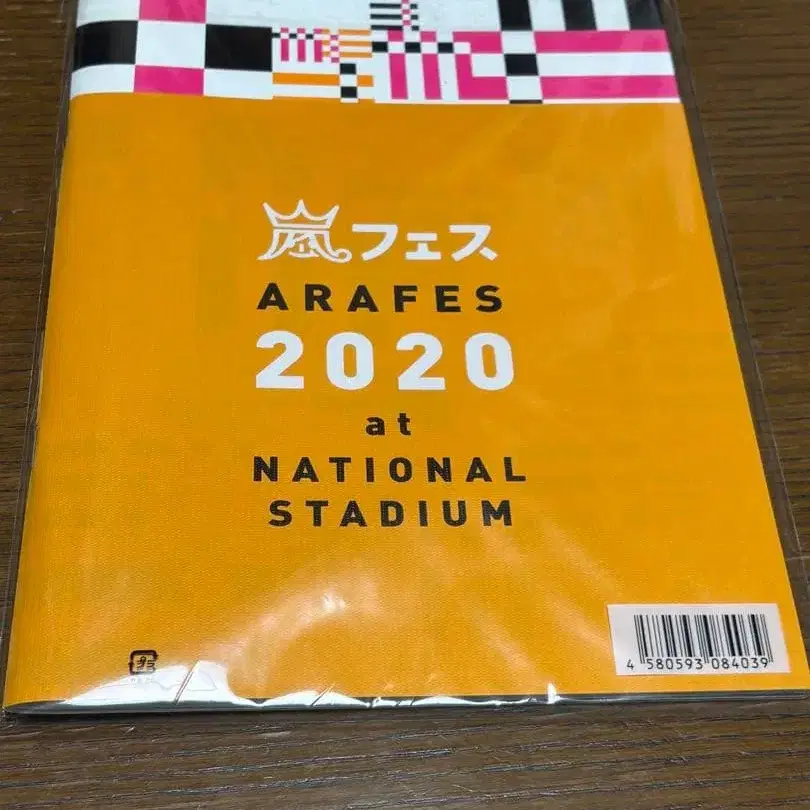 嵐フェス
ARAFES
2020
at
NATIONAL
STADIUM
4 580593 084039